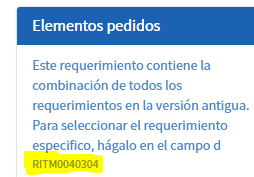 Elementos pedidos
Este requerimiento contiene la
combinación de todos los
requerimientos en la versión antigua.
Para seleccionar el requerimiento
especifico, hágalo en el campo d
RITM0040304